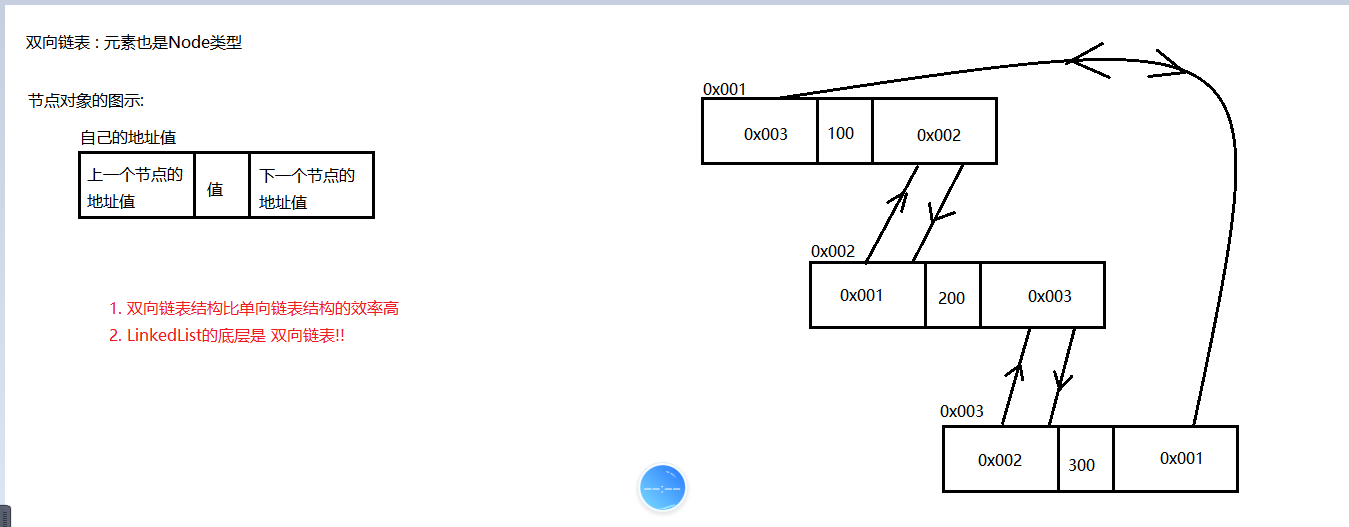 双向链表 : 元素也是Node类型
节点对象的图示:
自己的地址值
上一个节点的
地址值
值
下一个节点的
地址值
1. 双向链表结构比单向链表结构的效率高
2. LinkedList的底层是 双向链表!!
0x001
0x003
100
0x002
0x002
0x001
200
0x003
0x003
0x002
300
0x001